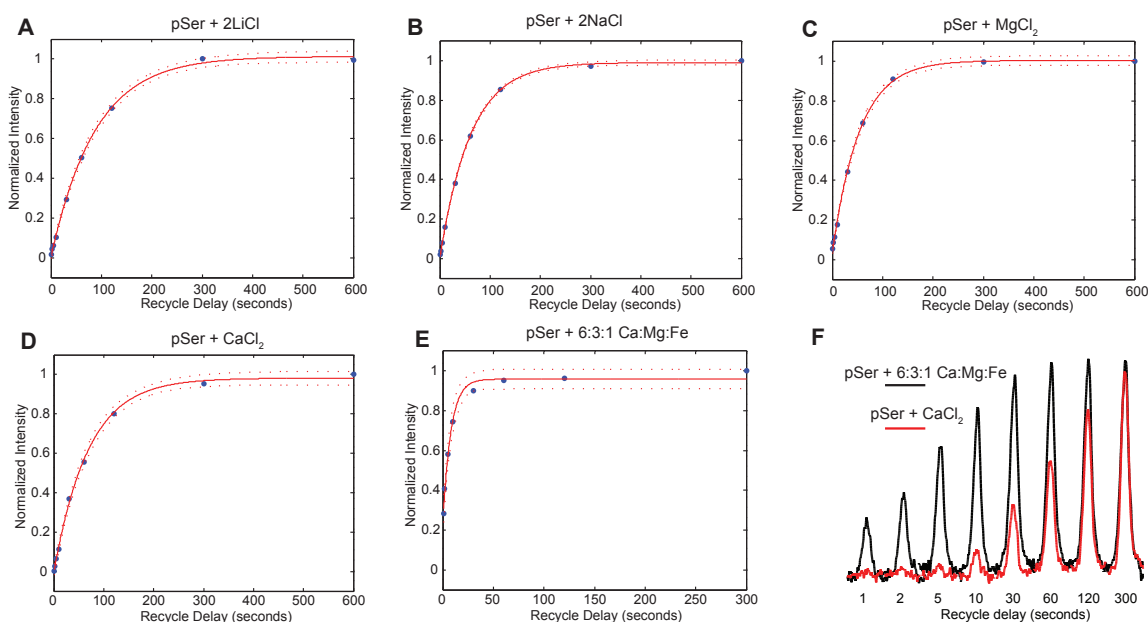 A
pSer + 2LiCl
Normalized Intensity
1
0.8
0.6
0.4
0.2
0
0 100 200 300 400 500 600
Recycle Delay (seconds)
B
pSer + 2NaCl
Normalized Intensity
1
0.8
0.6
0.4
0.2
0
0 100 200 300 400 500 600
Recycle Delay (seconds)
C
pSer + MgCl₂
Normalized Intensity
1
0.8
0.6
0.4
0.2
0
0 100 200 300 400 500 600
Recycle Delay (seconds)
D
pSer + CaCl₂
Normalized Intensity
1
0.8
0.6
0.4
0.2
0
0 100 200 300 400 500 600
Recycle Delay (seconds)
E
pSer + 6:3:1 Ca:Mg:Fe
Normalized Intensity
1
0.8
0.6
0.4
0.2
0
0 50 100 150 200 250 300
Recycle Delay (seconds)
F
pSer + 6:3:1 Ca:Mg:Fe
pSer + CaCl₂
1 2 5 10 30 60 120 300
Recycle delay (seconds)